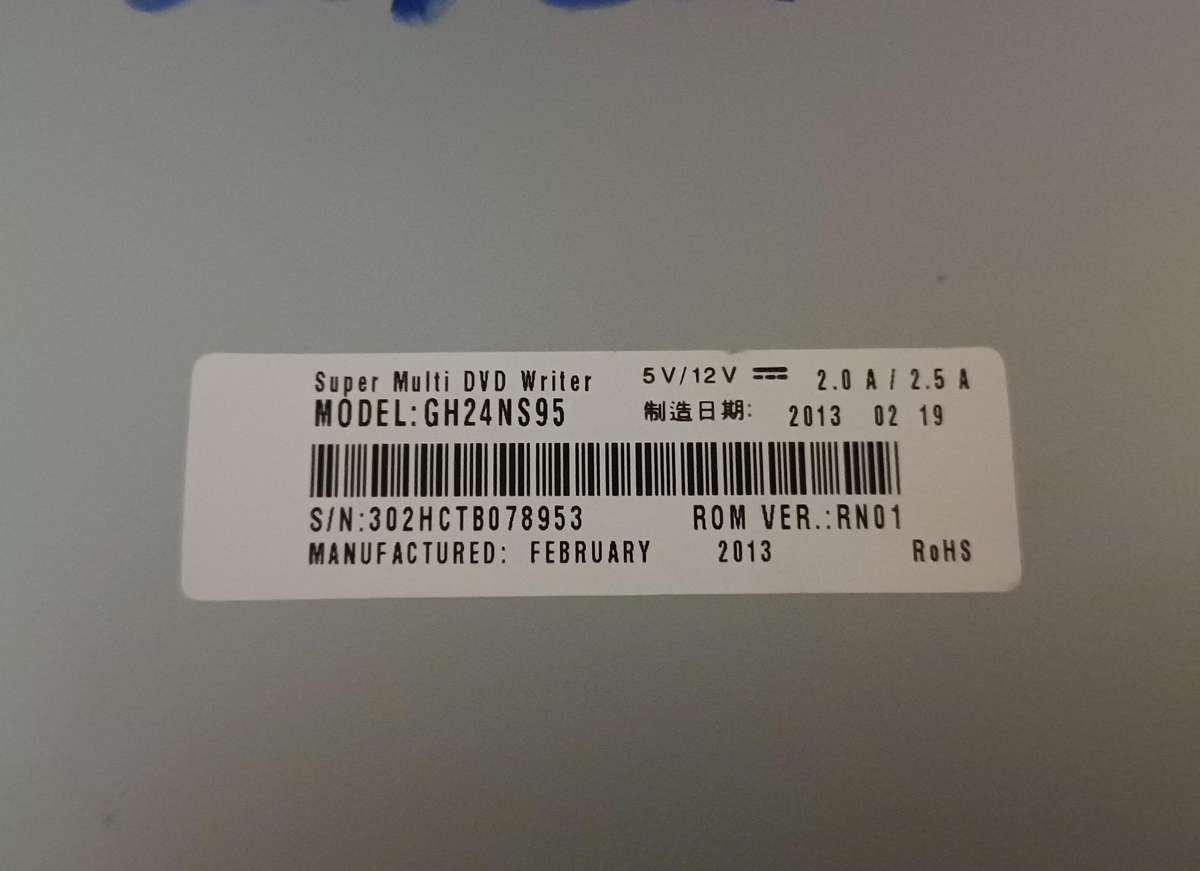 Super Multi DVD Writer 5V/12V ⎓ 2.0 A / 2.5 A
MODEL:GH24NS95 制造日期: 2013 02 19
S/N:302HCTB078953 ROM VER.:RN01
MANUFACTURED: FEBRUARY 2013 RoHS